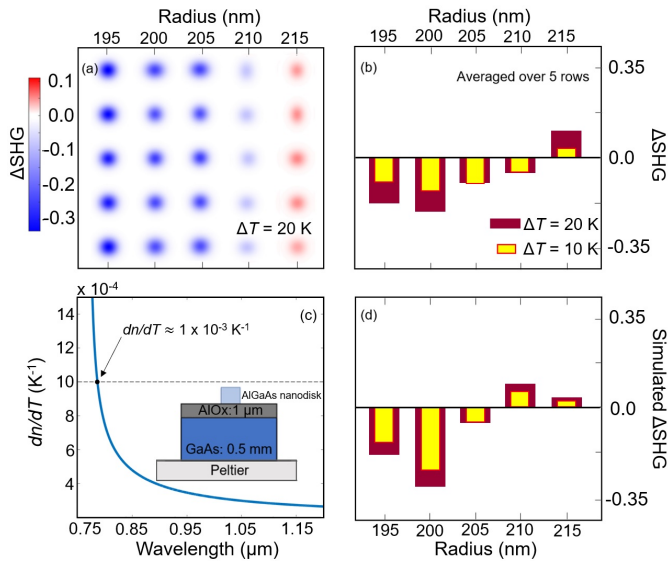 Radius (nm)
195 200 205 210 215
(a)
0.1
0.0
-0.1
-0.2
-0.3
ΔSHG
ΔT = 20 K
Radius (nm)
195 200 205 210 215
(b)
Averaged over 5 rows
0.35
0.0
-0.35
ΔSHG
ΔT = 20 K
ΔT = 10 K
x 10⁻⁴
(c)
14
12
10
8
6
4
dn/dT (K⁻¹)
dn/dT ≈ 1 x 10⁻³ K⁻¹
AlGaAs nanodisk
AlOx:1 μm
GaAs: 0.5 mm
Peltier
0.75 0.85 0.95 1.05 1.15
Wavelength (μm)
(d)
0.35
0.0
-0.35
Simulated ΔSHG
195 200 205 210 215
Radius (nm)